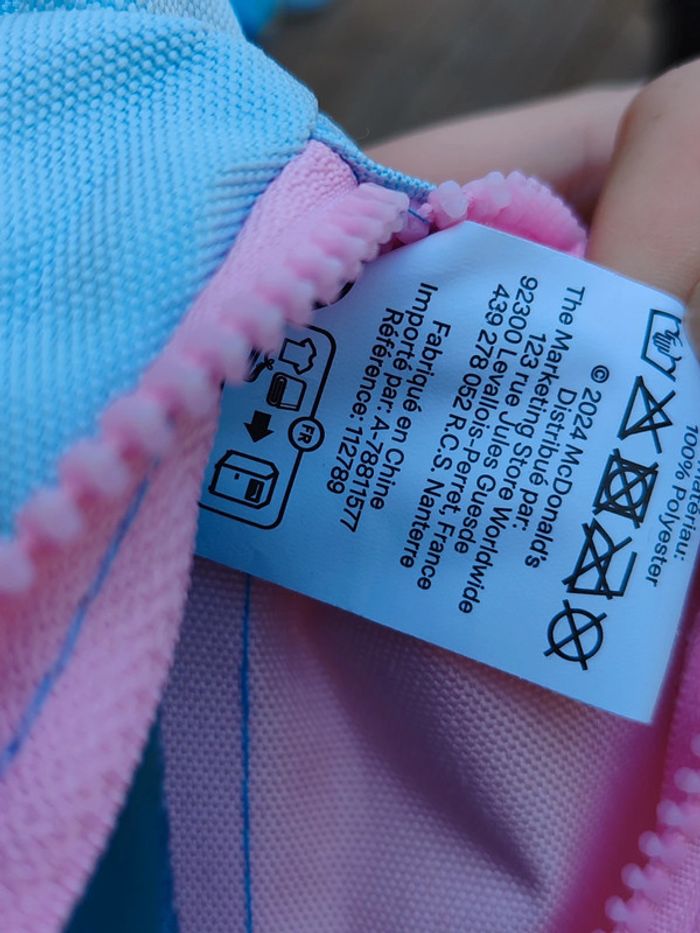 100% Polyester
© 2024 McDonald's
Distribué par:
The Marketing Store Worldwide
123 rue Jules Guesde
92300 Levallois-Perret, France
439 278 052 R.C.S. Nanterre
Fabriqué en Chine
Importé par: A-7881577
Référence: 112789
FR